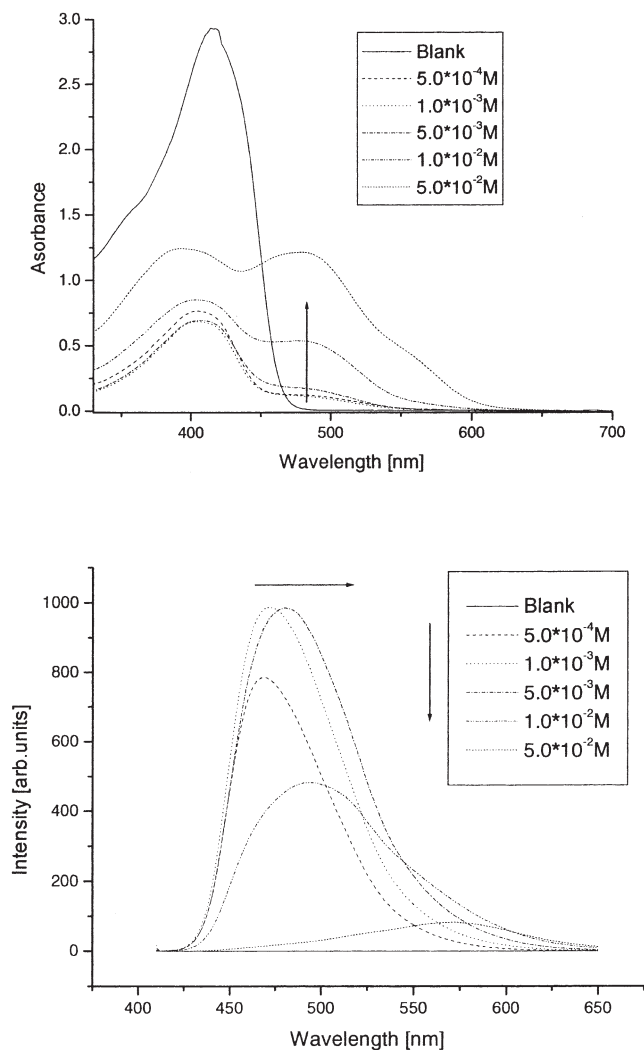 3.0
2.5
2.0
1.5
1.0
0.5
0.0
Asorbance
400
500
600
700
Wavelength [nm]
Blank
5.0*10⁻⁴M
1.0*10⁻³M
5.0*10⁻³M
1.0*10⁻²M
5.0*10⁻²M
1000
800
600
400
200
0
Intensity [arb.units]
400
450
500
550
600
650
Wavelength [nm]
Blank
5.0*10⁻⁴M
1.0*10⁻³M
5.0*10⁻³M
1.0*10⁻²M
5.0*10⁻²M